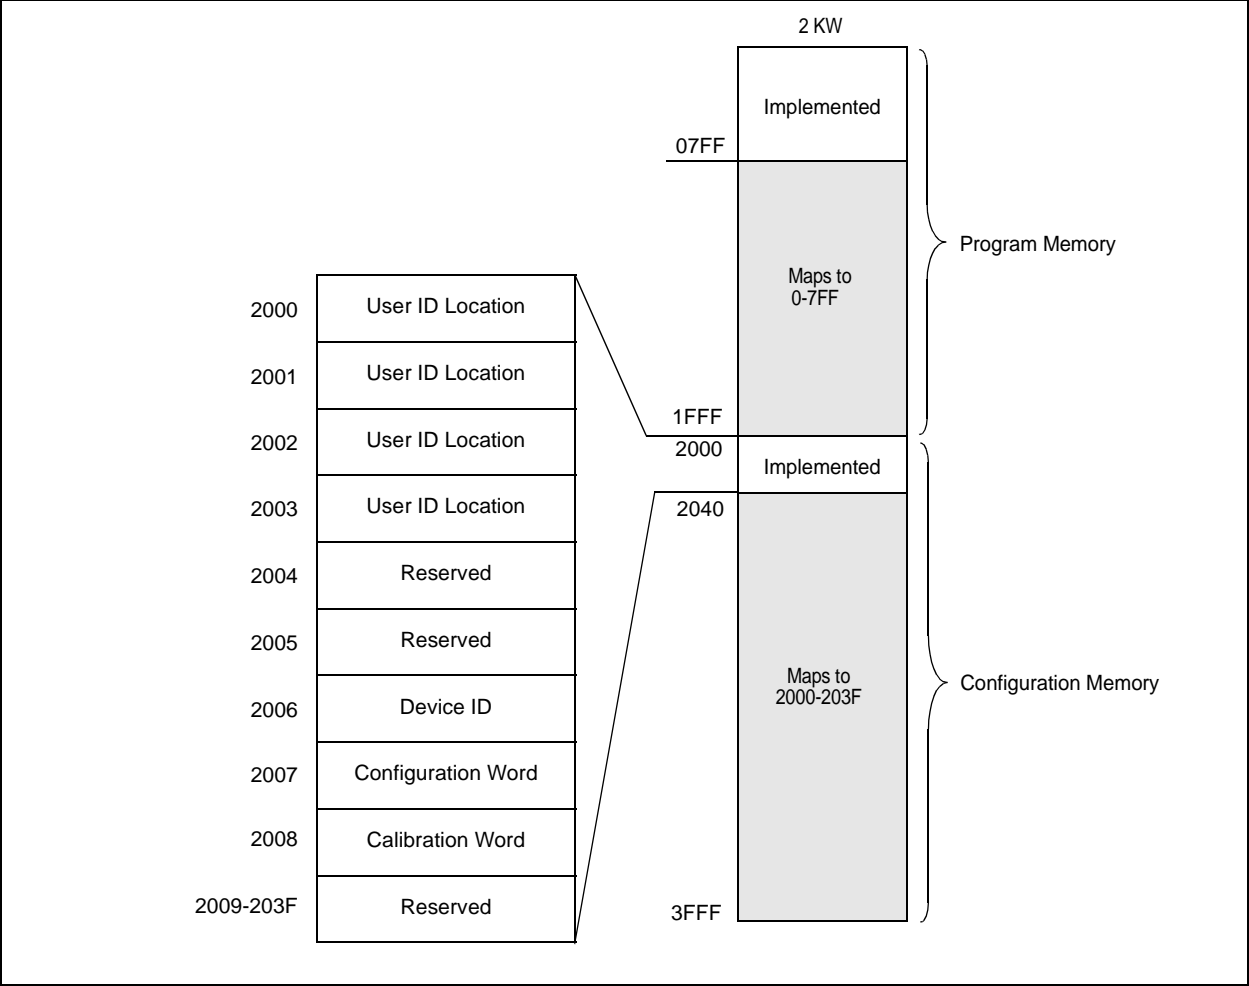 2 KW
Implemented
07FF
Maps to
0-7FF
Program Memory
1FFF
2000
Implemented
2040
Maps to
2000-203F
Configuration Memory
3FFF
2000 User ID Location
2001 User ID Location
2002 User ID Location
2003 User ID Location
2004 Reserved
2005 Reserved
2006 Device ID
2007 Configuration Word
2008 Calibration Word
2009-203F Reserved